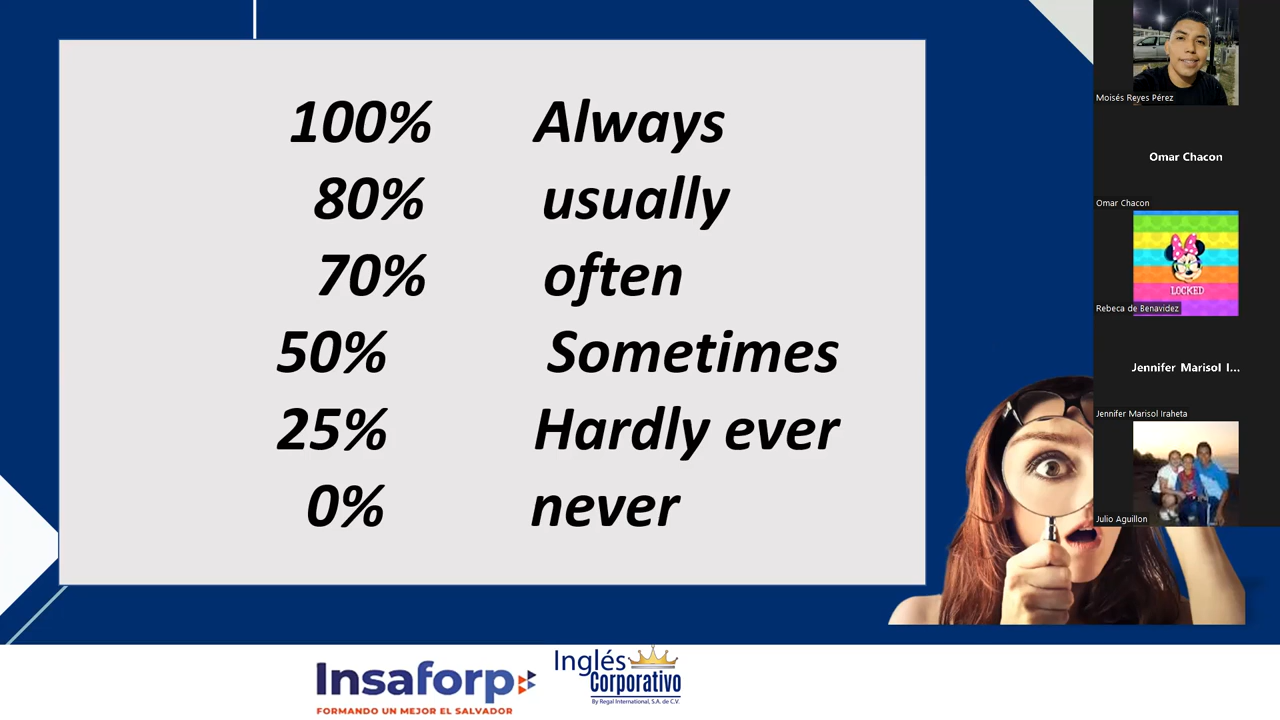 100% Always
80% usually
70% often
50% Sometimes
25% Hardly ever
0% never
Insaforp
FORMANDO UN MEJOR EL SALVADOR
Inglés
Corporativo
By Regal International, S.A. de C.V.
Moisés Reyes Pérez
Omar Chacon
Omar Chacon
LOCKED
Rebeca de Benavidez
Jennifer Marisol I...
Jennifer Marisol Iraheta
Julio Aguillon